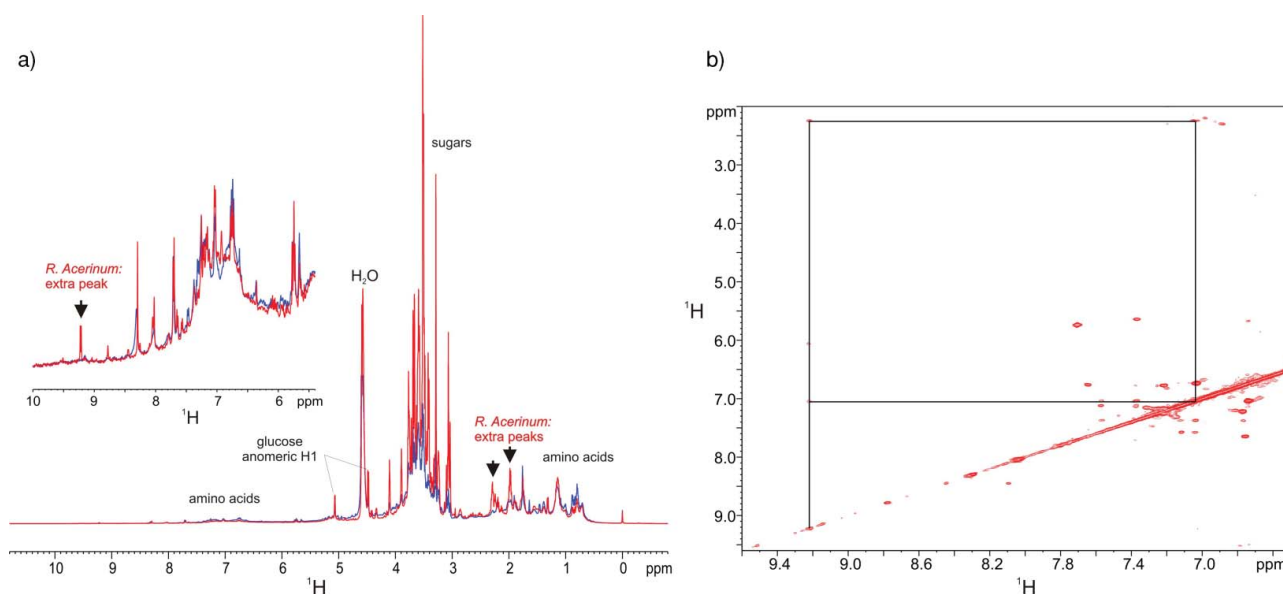 a)
sugars
R. Acerinum:
extra peak
H₂O
10 9 8 7 6 ppm
¹H
glucose
anomeric H1
R. Acerinum:
extra peaks
amino acids
amino acids
10 9 8 7 6 5 4 3 2 1 0 ppm
¹H
b)
ppm
3.0
4.0
5.0
¹H
6.0
7.0
8.0
9.0
9.4 9.0 8.6 8.2 7.8 7.4 7.0 ppm
¹H